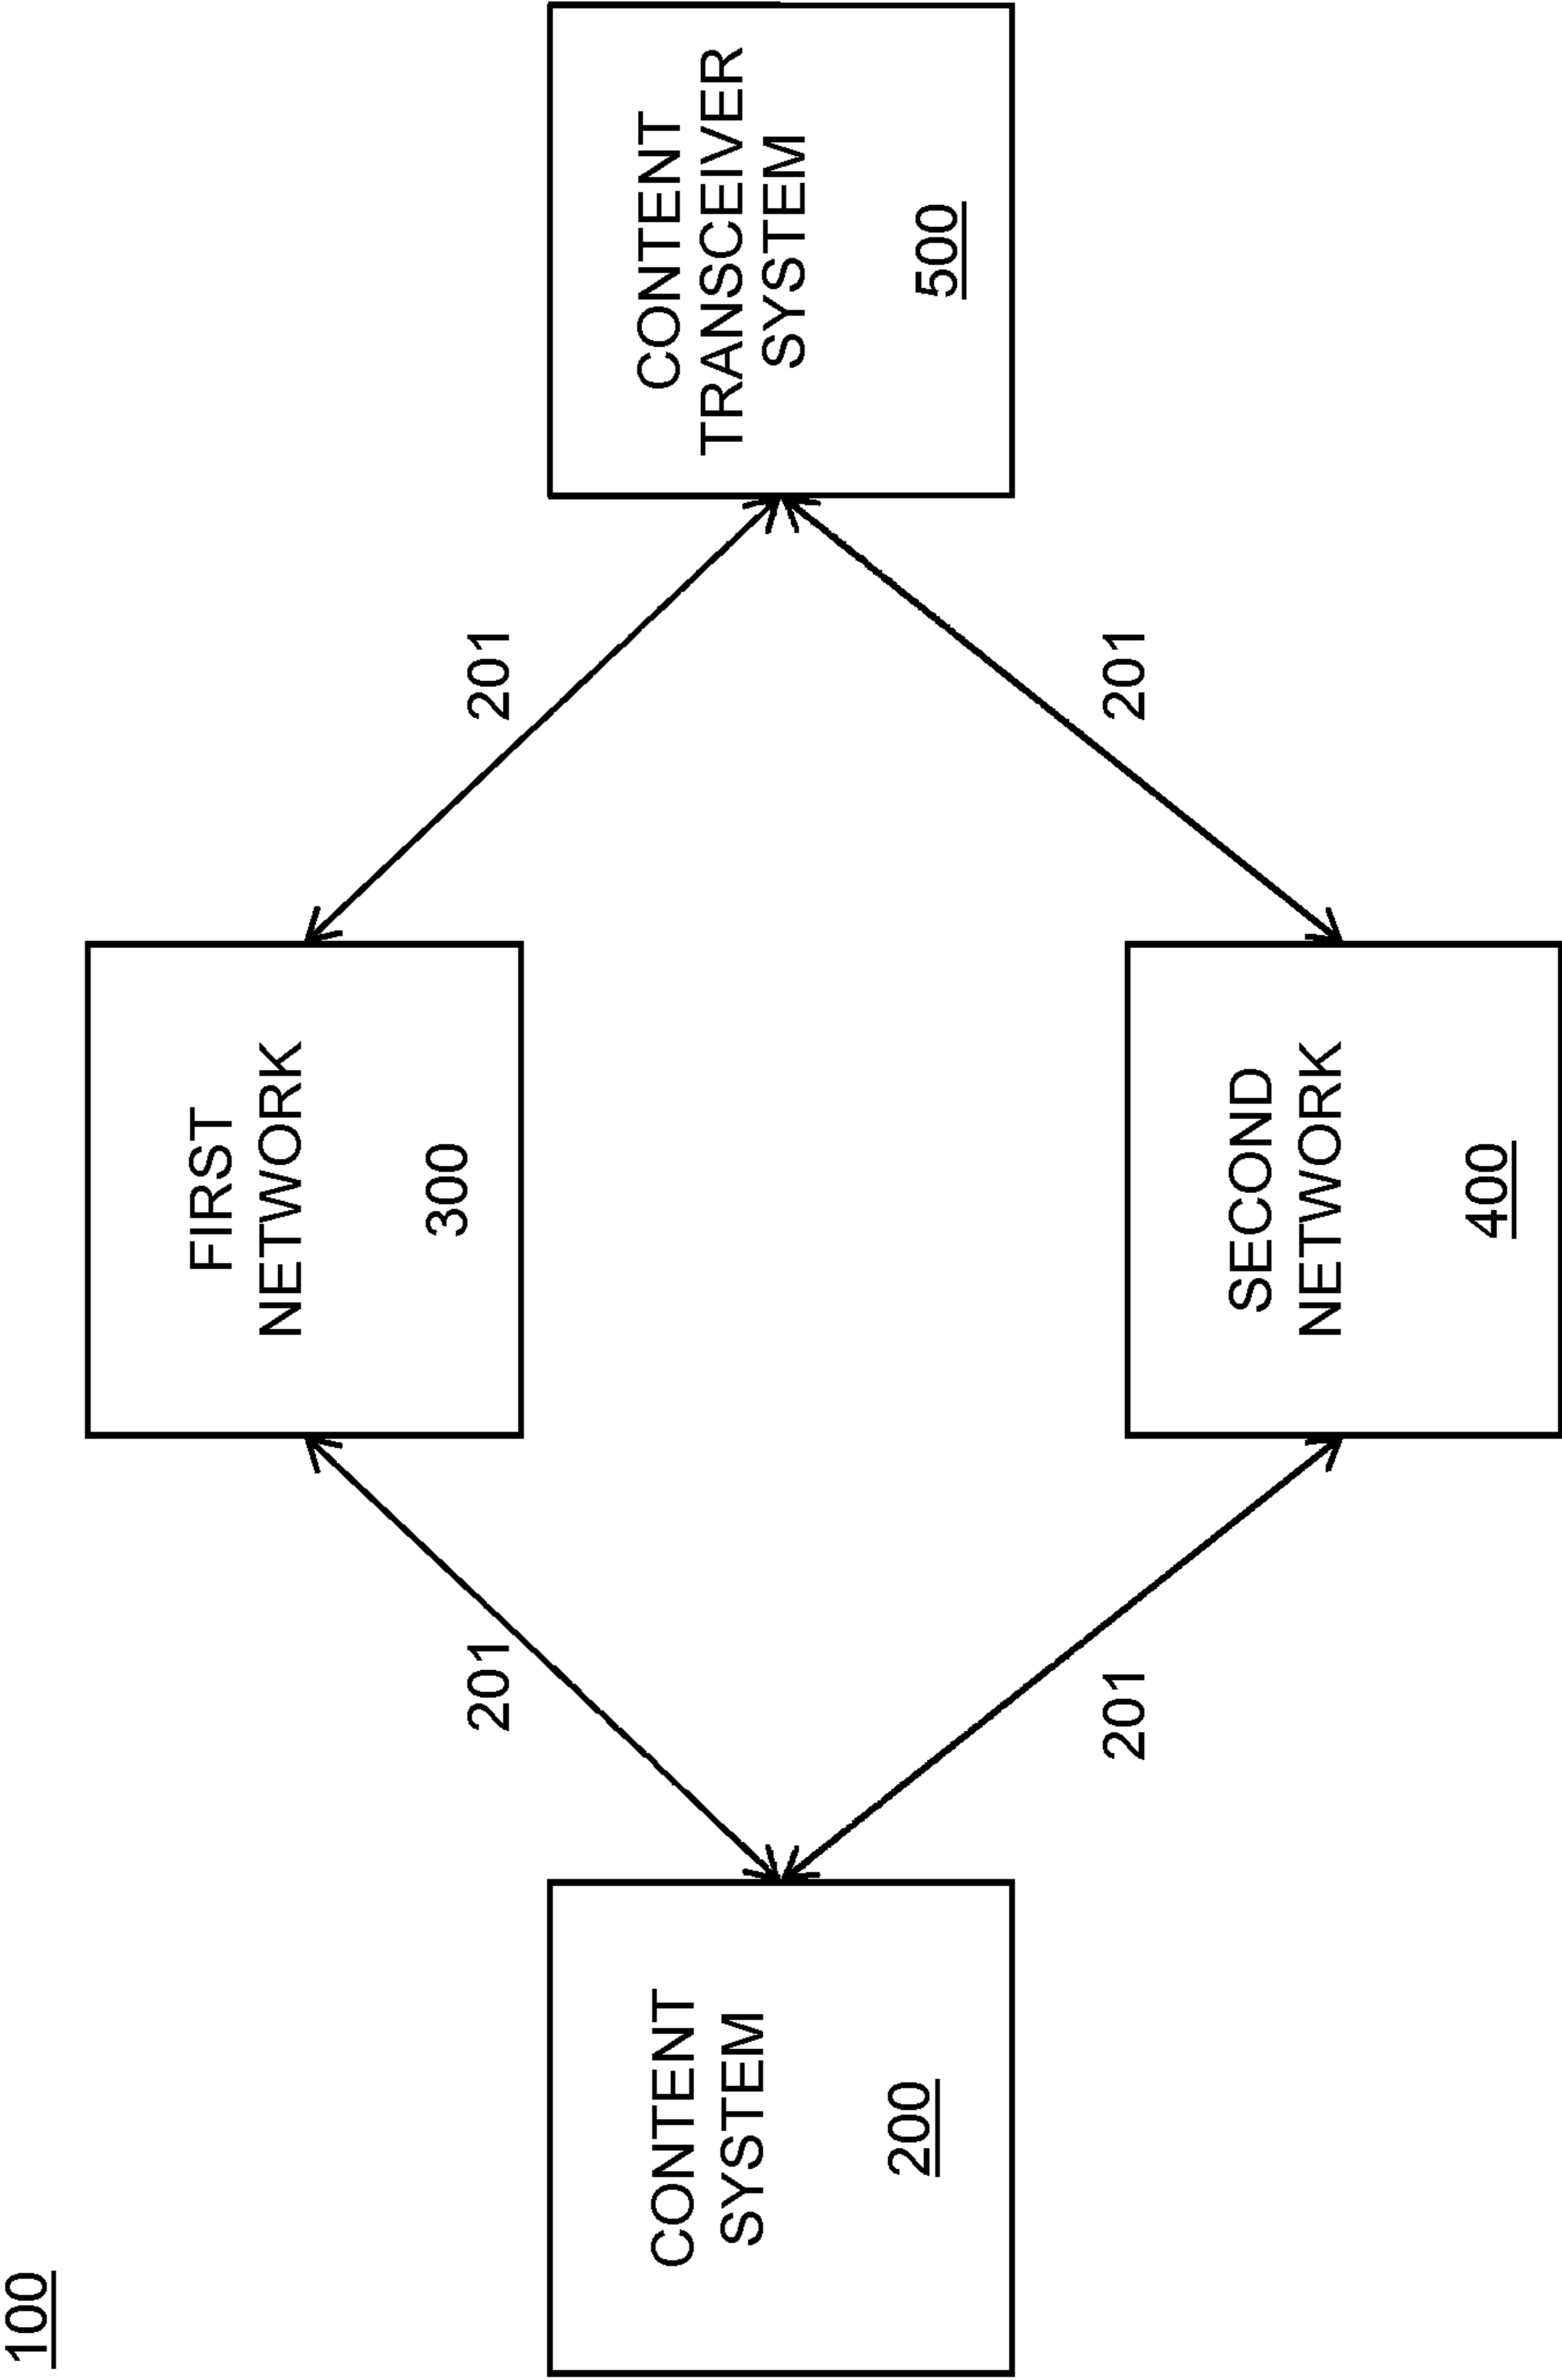 100
FIRST
NETWORK
300
201
201
CONTENT
SYSTEM
200
CONTENT
TRANSCEIVER
SYSTEM
500
201
201
SECOND
NETWORK
400